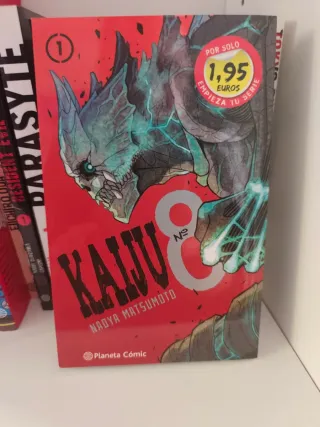 1
POR SOLO
1,95
EUROS
EMPIEZA TU SERIE
KAIJU
Nº
8
NAOYA MATSUMOTO
Planeta Cómic
PARASYTE